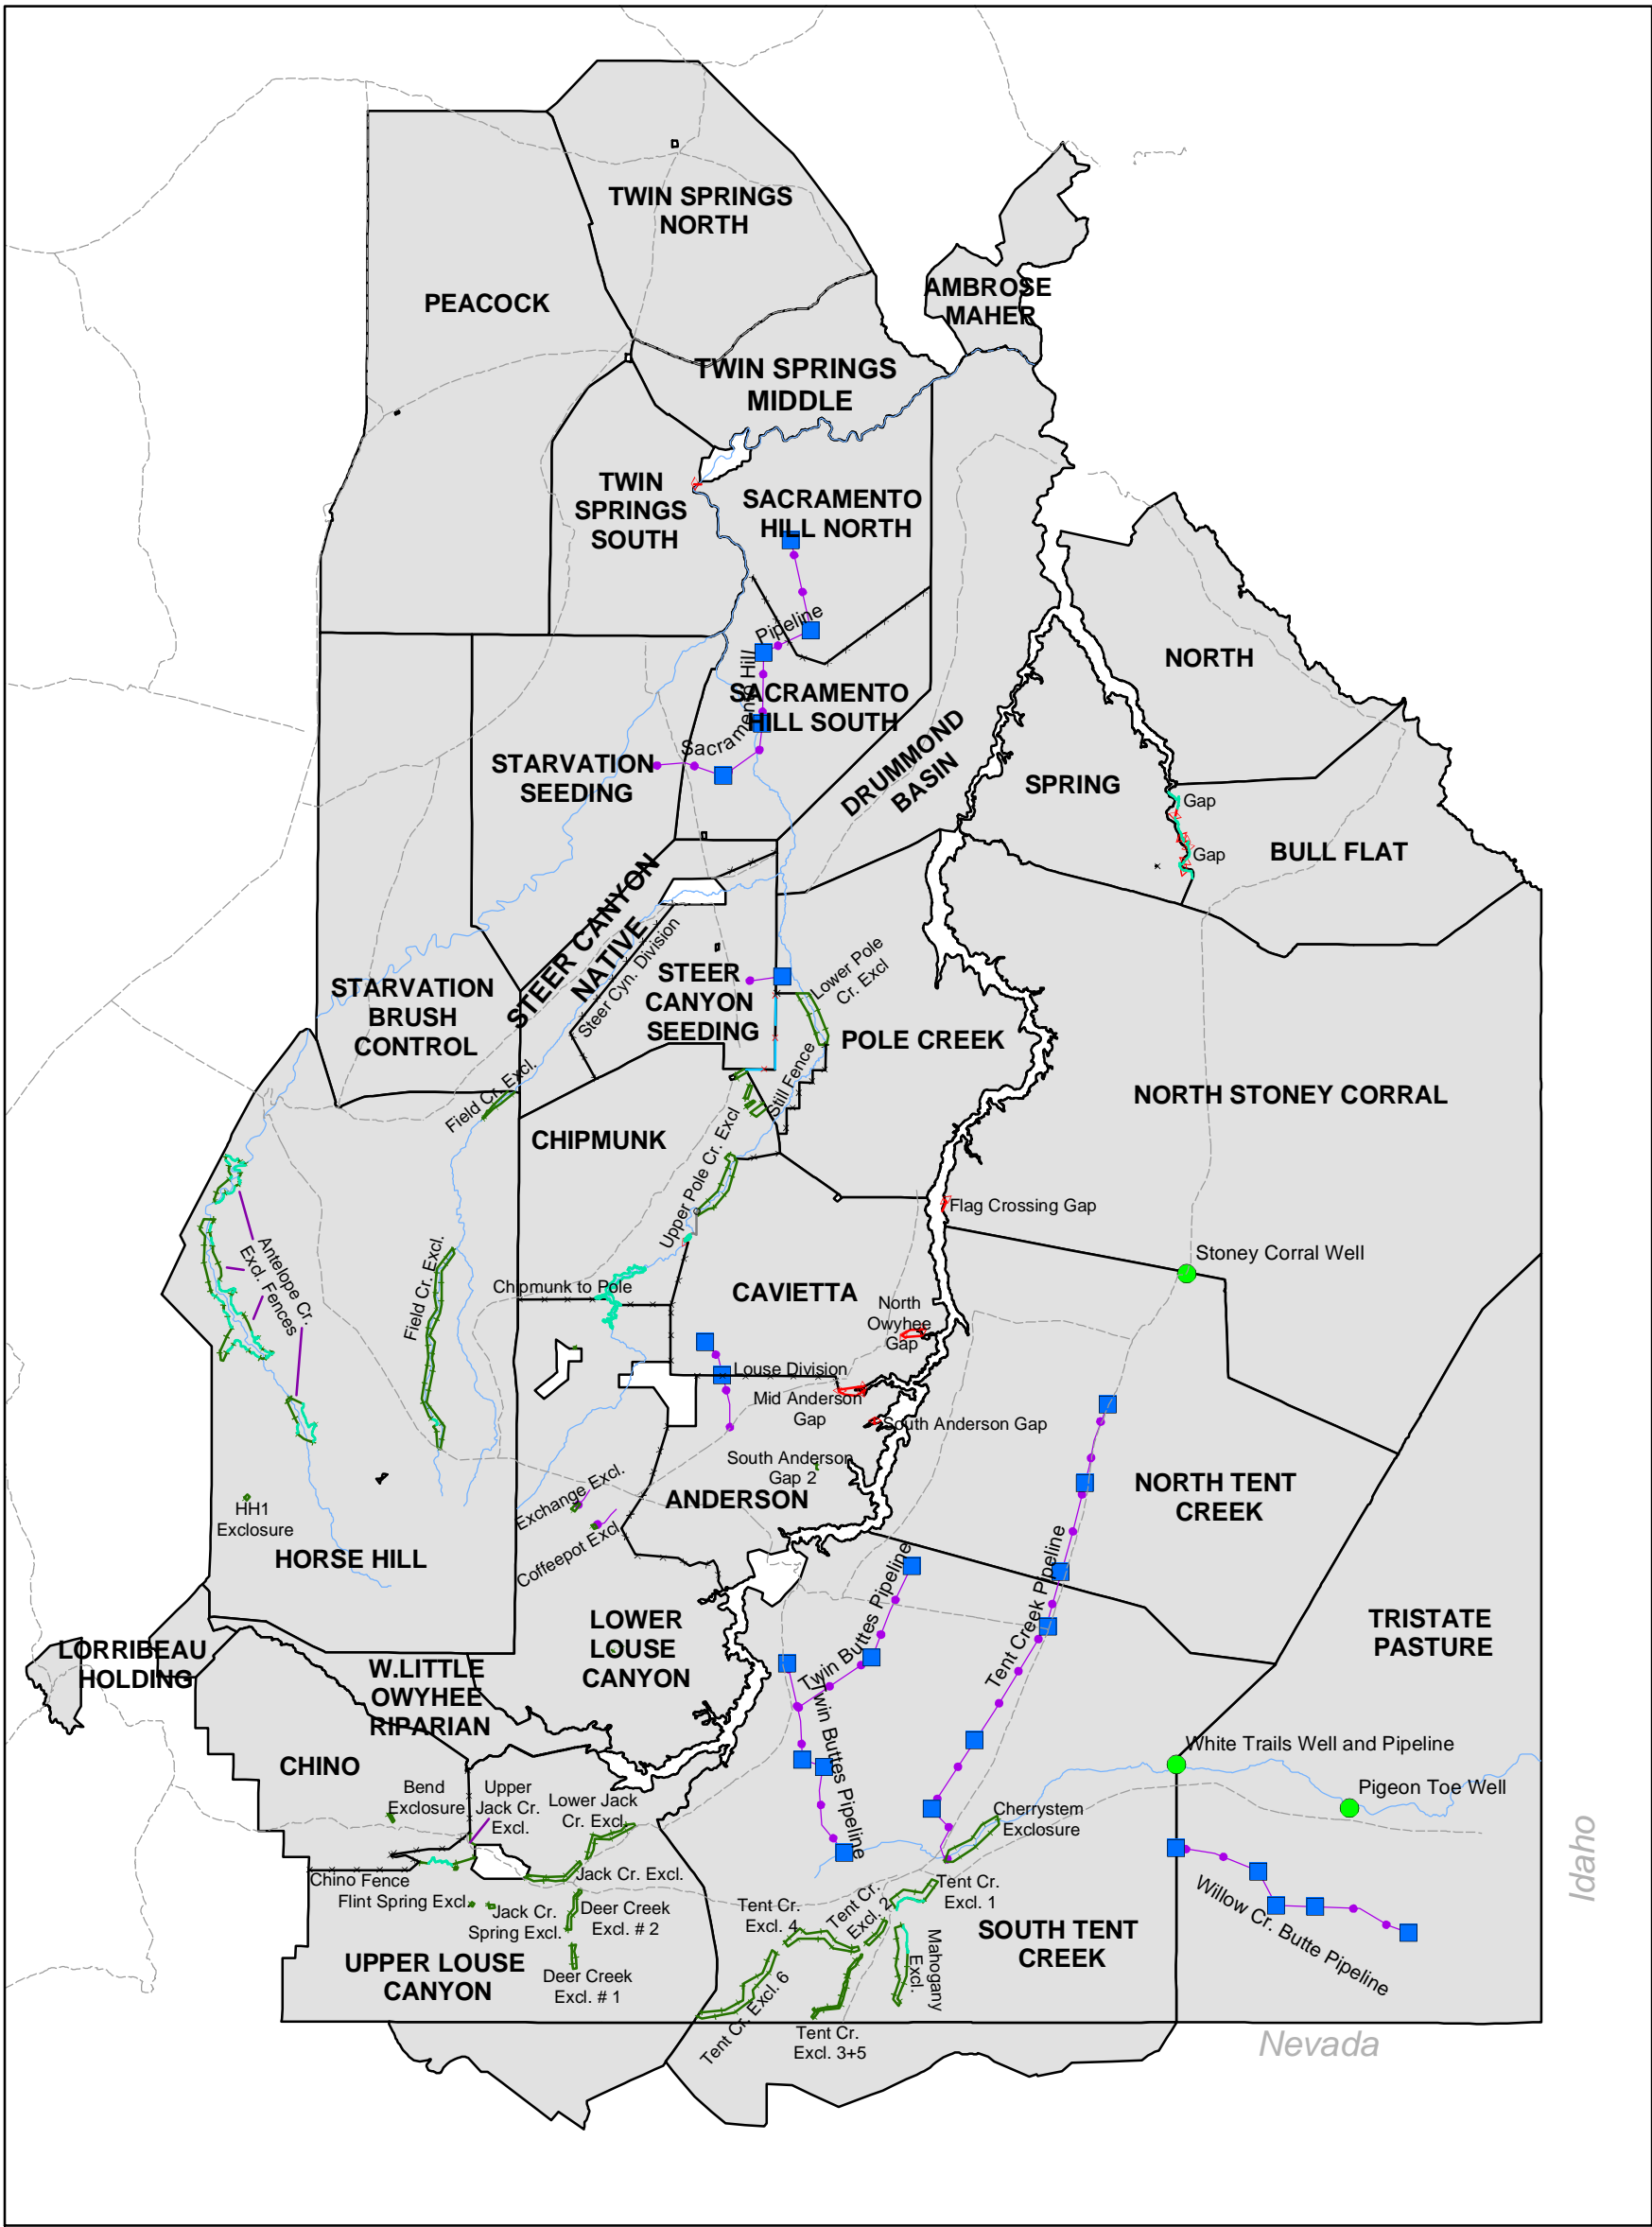 TWIN SPRINGS
NORTH
AMBROSE
MAHER
PEACOCK
TWIN SPRINGS
MIDDLE
TWIN
SPRINGS
SOUTH
SACRAMENTO
HILL NORTH
Sacramento Hill Pipeline
NORTH
SACRAMENTO
HILL SOUTH
STARVATION
SEEDING
DRUMMOND
BASIN
SPRING
Gap
Gap
BULL FLAT
STEER CANYON
NATIVE
Steer Cyn. Division
STEER
CANYON
SEEDING
Lower Pole
Cr. Excl
STARVATION
BRUSH
CONTROL
POLE CREEK
Still Fence
NORTH STONEY CORRAL
Field Cr. Excl.
CHIPMUNK
Upper Pole Cr. Excl
Flag Crossing Gap
Stoney Corral Well
Antelope Cr.
Excl. Fences
Field Cr. Excl.
Chipmunk to Pole
CAVIETTA
North
Owyhee
Gap
Louse Division
Mid Anderson
Gap
South Anderson Gap
South Anderson
Gap 2
ANDERSON
NORTH TENT
CREEK
Exchange Excl.
Coffeepot Excl.
HH1
Exclosure
HORSE HILL
Twin Buttes Pipeline
Tent Creek Pipeline
TRISTATE
PASTURE
LOWER
LOUSE
CANYON
LORRIBEAU
HOLDING
W.LITTLE
OWYHEE
RIPARIAN
Twin Buttes Pipeline
White Trails Well and Pipeline
CHINO
Pigeon Toe Well
Bend
Exclosure
Upper
Jack Cr.
Excl.
Lower Jack
Cr. Excl.
Cherrystem
Exclosure
Idaho
Chino Fence
Jack Cr. Excl.
Flint Spring Excl.
Jack Cr.
Spring Excl.
Deer Creek
Excl. # 2
Tent Cr.
Excl. 4
Tent Cr.
Excl. 2
Tent Cr.
Excl. 1
Willow Cr. Butte Pipeline
SOUTH TENT
CREEK
Mahogany
Excl.
UPPER LOUSE
CANYON
Deer Creek
Excl. # 1
Tent Cr. Excl. 6
Tent Cr.
Excl. 3+5
Nevada